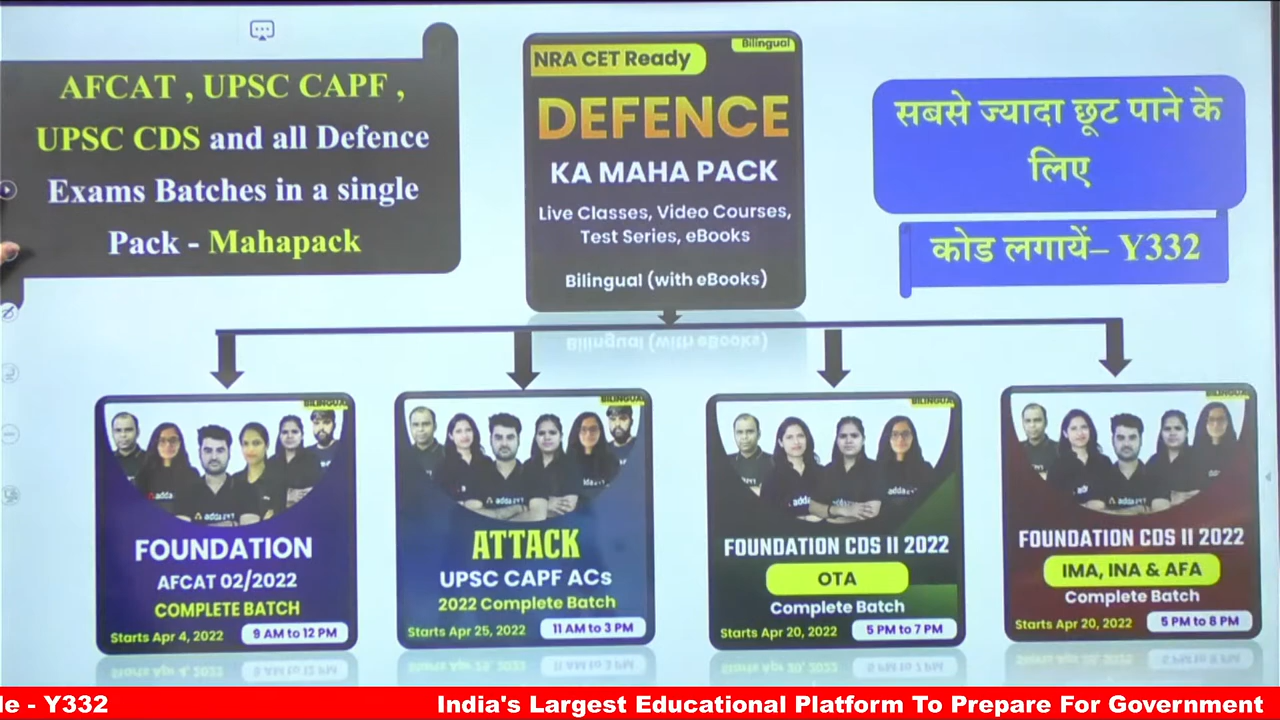 AFCAT , UPSC CAPF ,
UPSC CDS and all Defence
Exams Batches in a single
Pack - Mahapack
Bilingual
NRA CET Ready
DEFENCE
KA MAHA PACK
Live Classes, Video Courses,
Test Series, eBooks
Bilingual (with eBooks)
सबसे ज्यादा छूट पाने के
लिए
कोड लगायें– Y332
BILINGUAL
FOUNDATION
AFCAT 02/2022
COMPLETE BATCH
Starts Apr 4, 2022
9 AM to 12 PM
BILINGUAL
ATTACK
UPSC CAPF ACs
2022 Complete Batch
Starts Apr 25, 2022
11 AM to 3 PM
BILINGUAL
FOUNDATION CDS II 2022
OTA
Complete Batch
Starts Apr 20, 2022
5 PM to 7 PM
BILINGUAL
FOUNDATION CDS II 2022
IMA, INA & AFA
Complete Batch
Starts Apr 20, 2022
5 PM to 8 PM
de - Y332
India's Largest Educational Platform To Prepare For Government